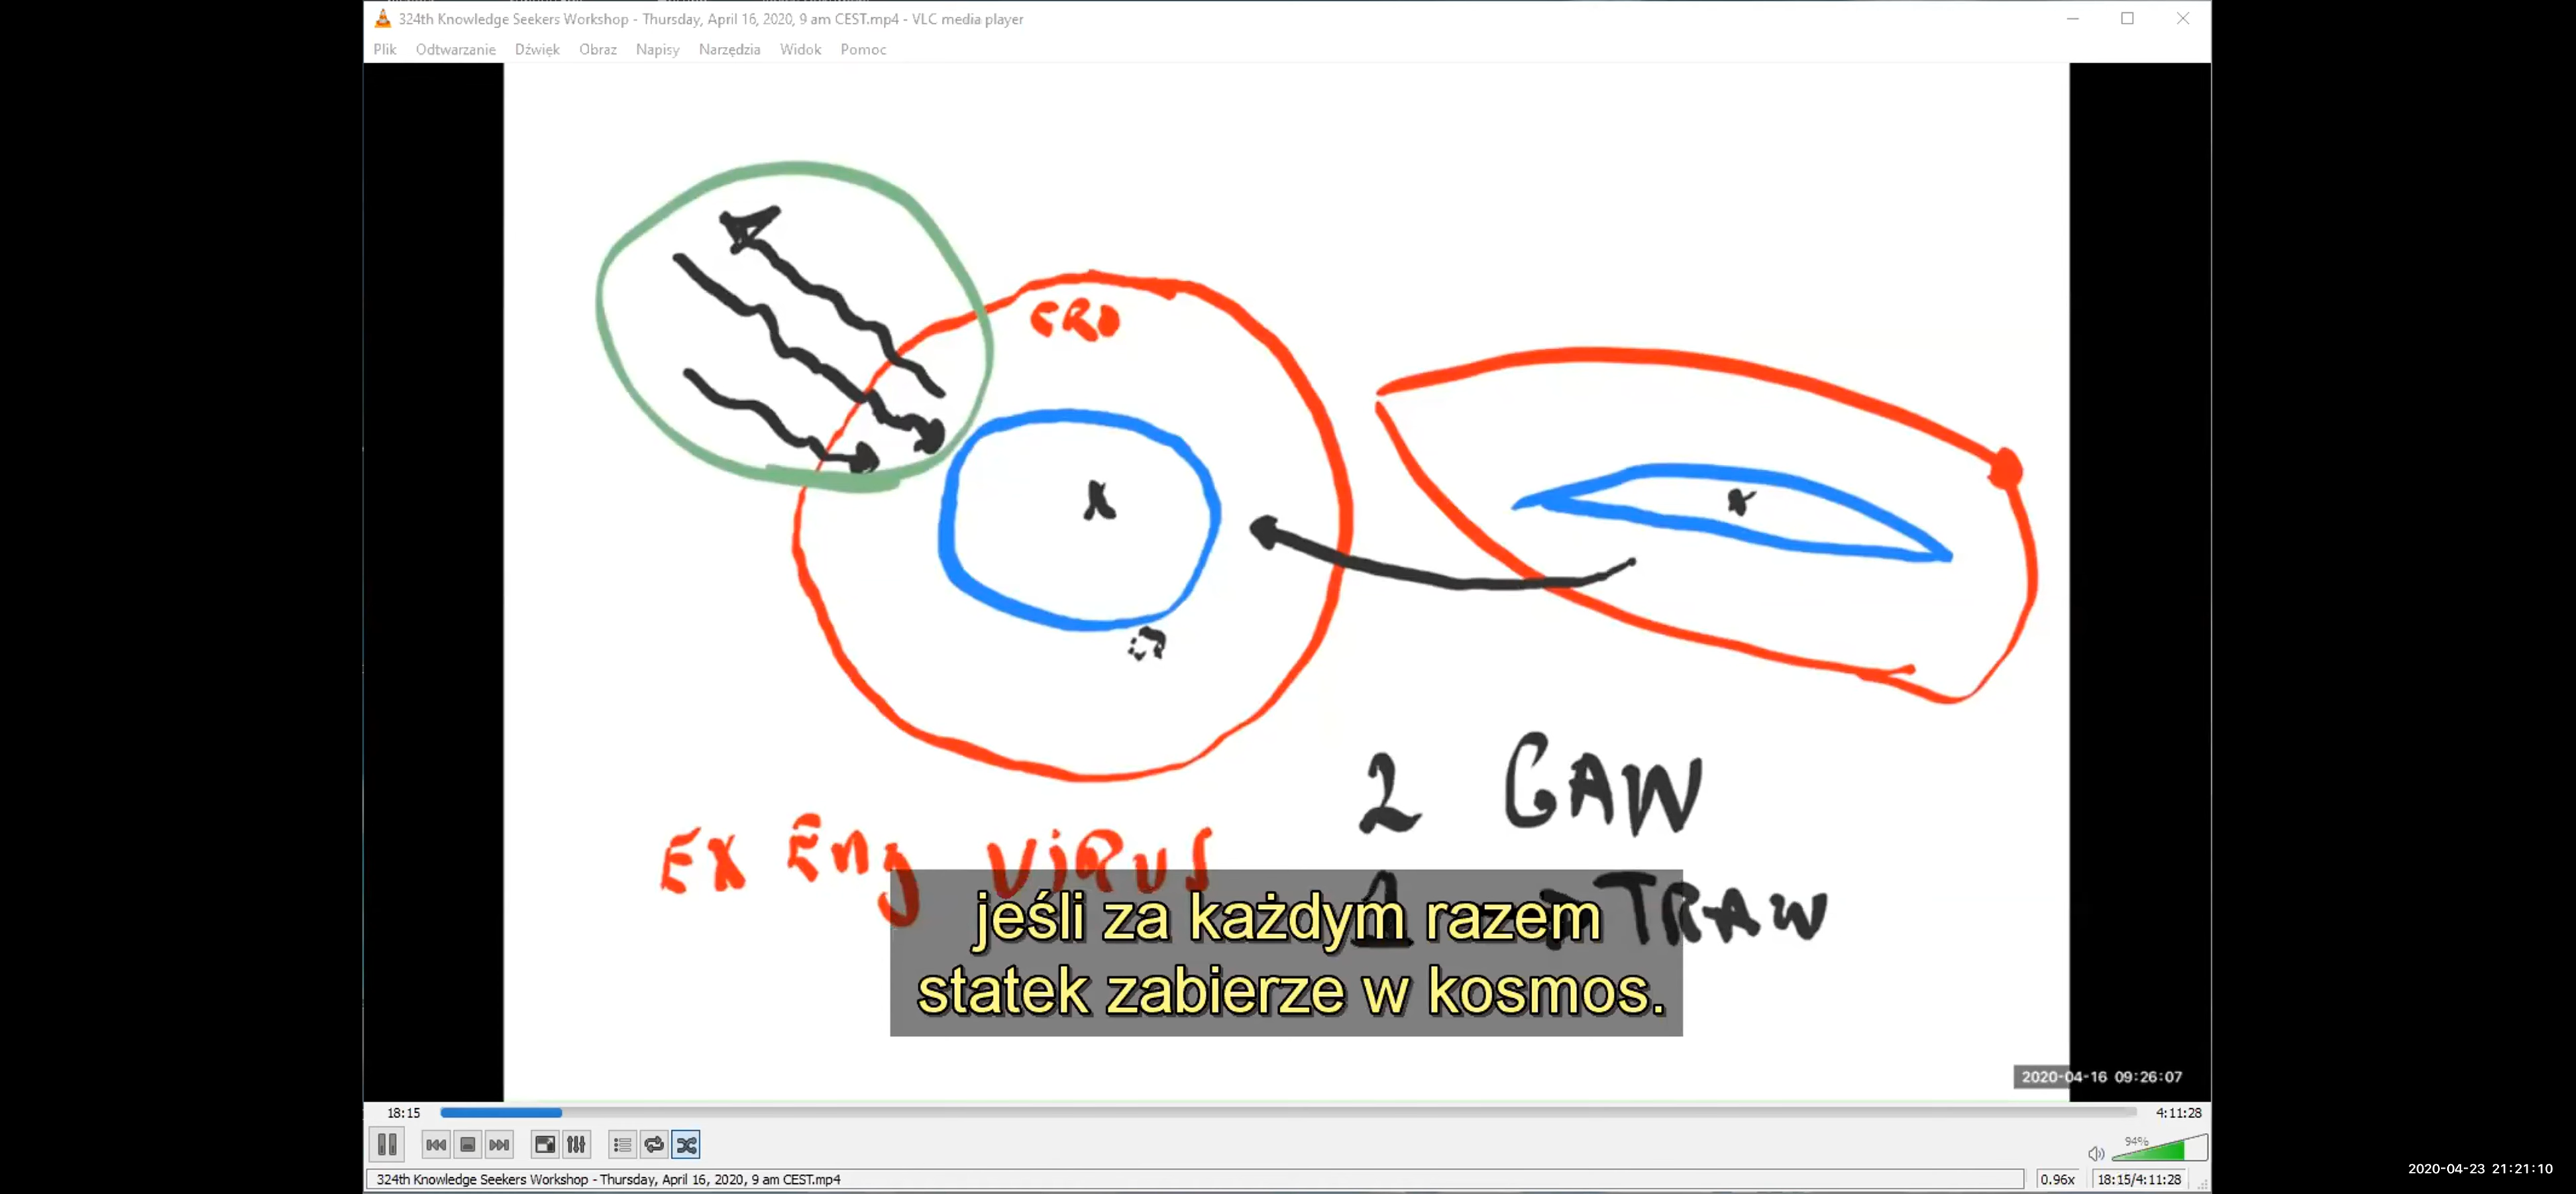 324th Knowledge Seekers Workshop - Thursday, April 16, 2020, 9 am CEST.mp4 - VLC media player
Plik Odtwarzanie Dźwięk Obraz Napisy Narzędzia Widok Pomoc
X
x
2 GAW
EX Eng ViRUS
TRAW
jeśli za każdym razem
statek zabierze w kosmos.
2020-04-16 09:26:07
18:15
4:11:28
94%
324th Knowledge Seekers Workshop - Thursday, April 16, 2020, 9 am CEST.mp4
0.96x
18:15/4:11:28
2020-04-23 21:21:10